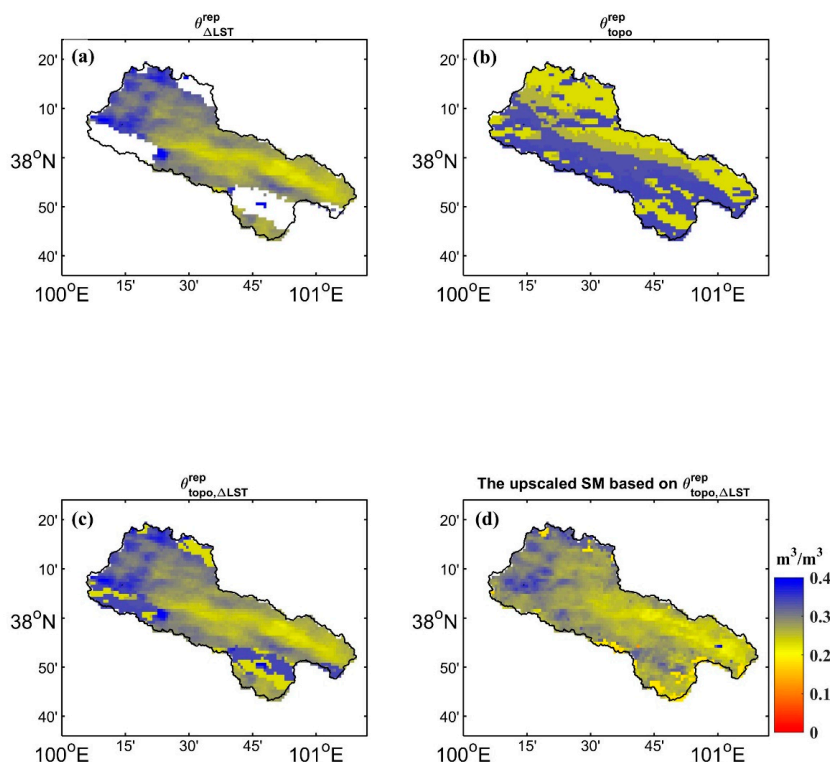 θ^rep_ΔLST
(a)
20'
10'
38°N
50'
40'
100°E 15' 30' 45' 101°E
θ^rep_topo
(b)
20'
10'
38°N
50'
40'
100°E 15' 30' 45' 101°E
θ^rep_topo,ΔLST
(c)
20'
10'
38°N
50'
40'
100°E 15' 30' 45' 101°E
The upscaled SM based on θ^rep_topo,ΔLST
(d)
20'
10'
38°N
50'
40'
100°E 15' 30' 45' 101°E
m³/m³
0.4
0.3
0.2
0.1
0